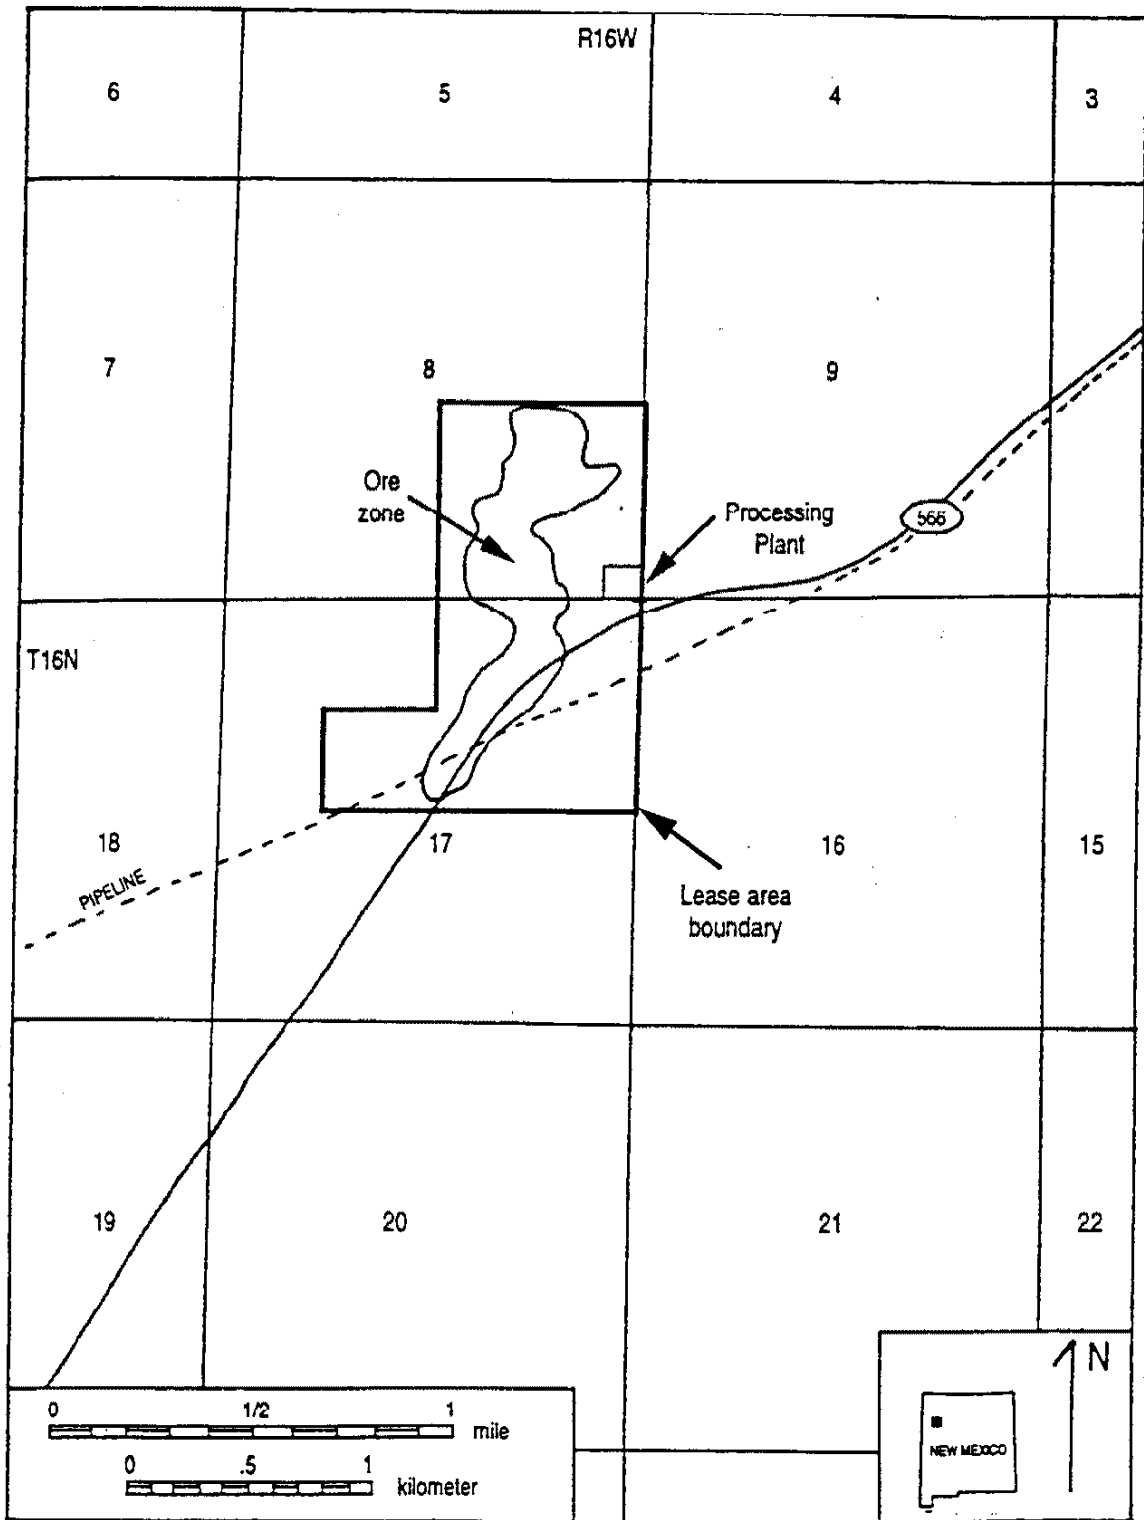 R16W
6
5
4
3
7
8
9
Ore
zone
Processing
Plant
566
T16N
18
17
16
15
PIPELINE
Lease area
boundary
19
20
21
22
N
0 1/2 1
mile
0 .5 1
kilometer
NEW MEXICO